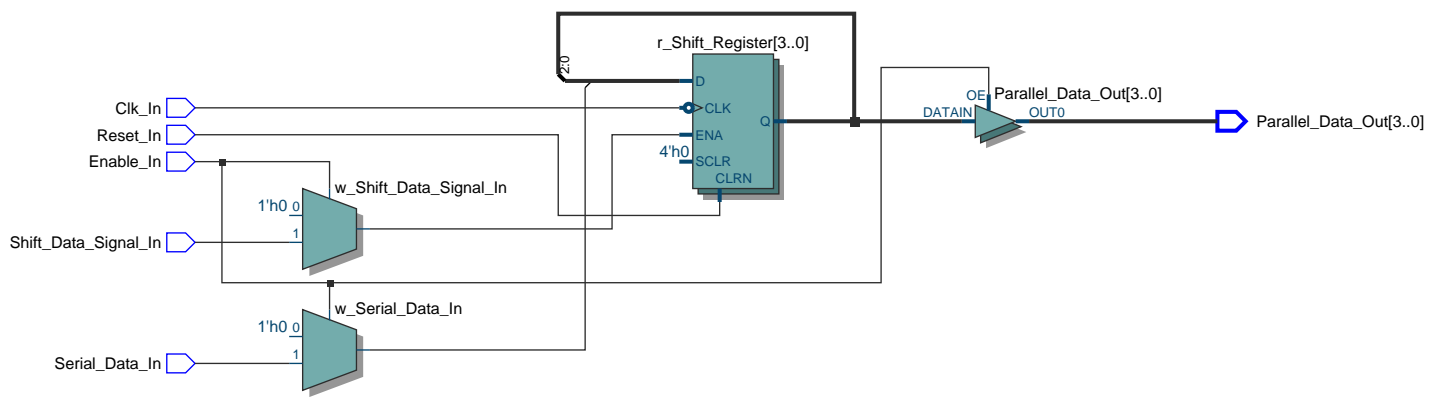 r_Shift_Register[3..0]
2:0
D
OE
Parallel_Data_Out[3..0]
Clk_In
CLK
DATAIN
OUT0
Q
Parallel_Data_Out[3..0]
Reset_In
ENA
Enable_In
4'h0
SCLR
CLRN
w_Shift_Data_Signal_In
1'h0 0
Shift_Data_Signal_In
1
w_Serial_Data_In
1'h0 0
Serial_Data_In
1